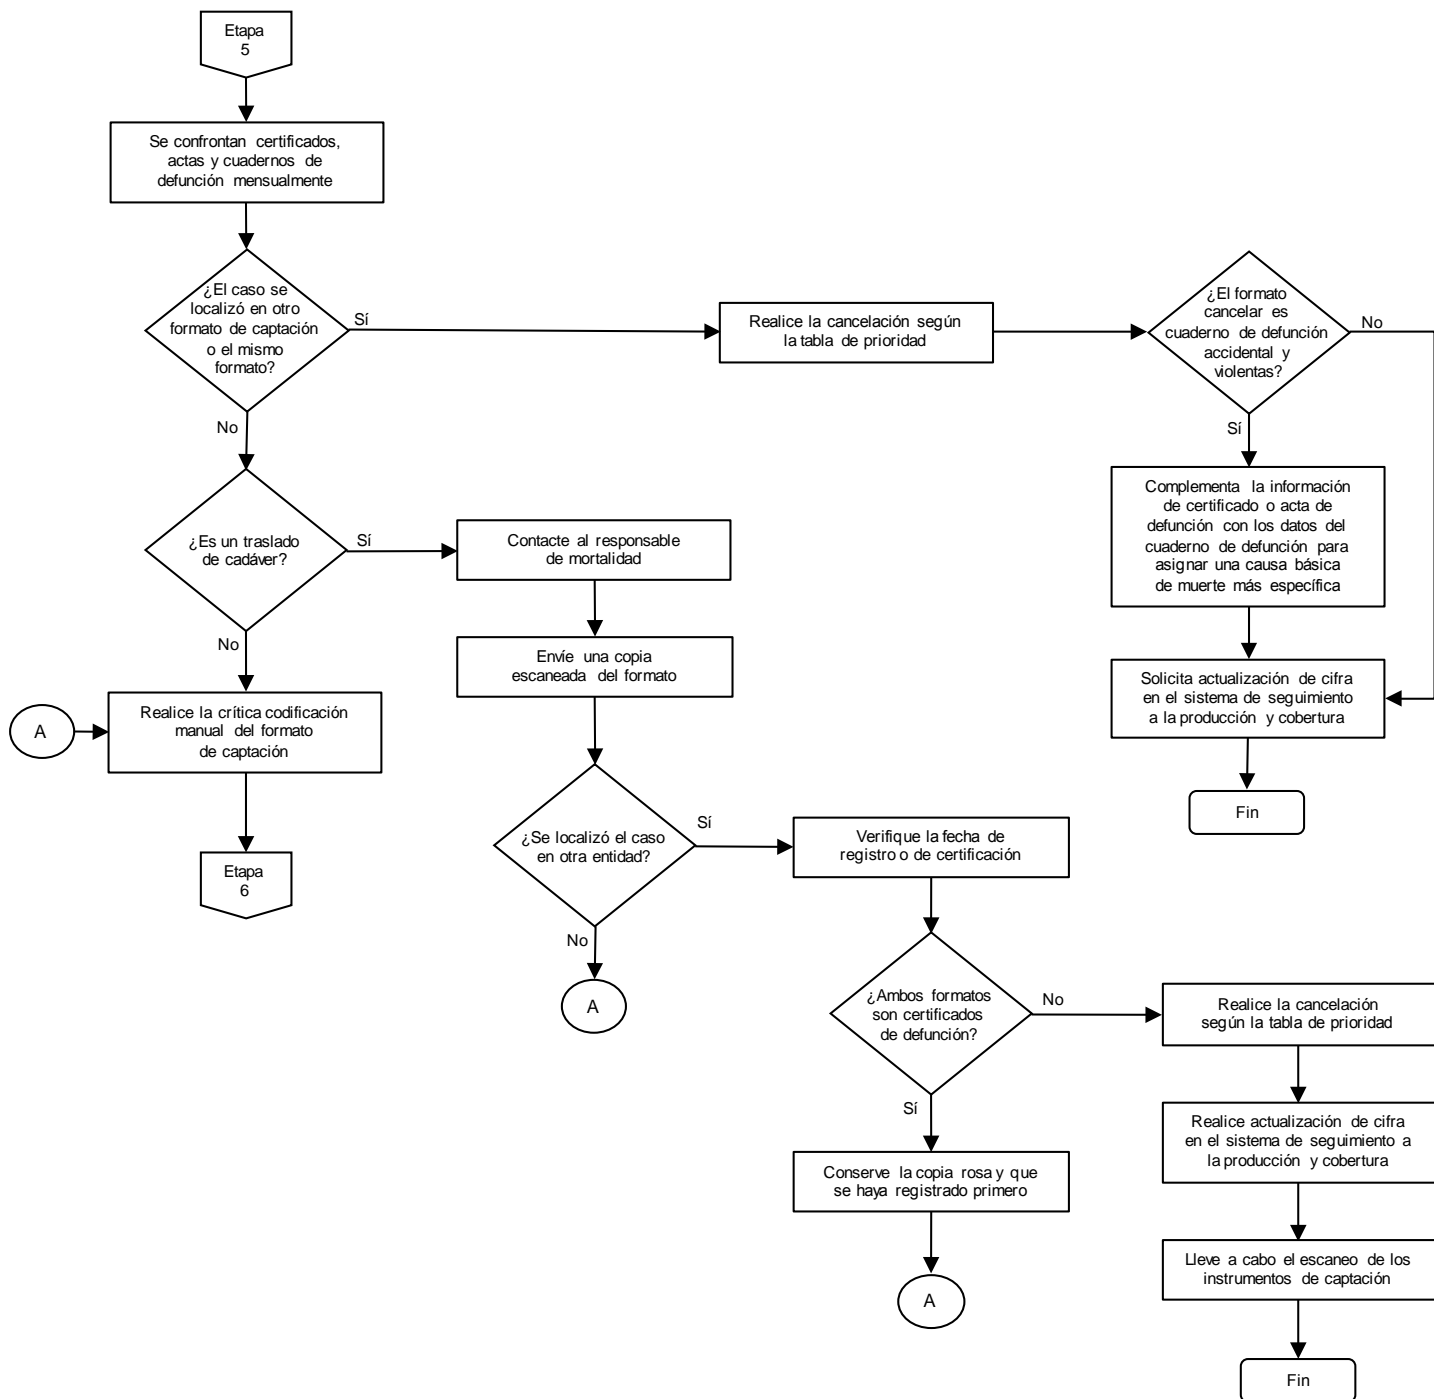 Etapa
5
Se confrontan certificados,
actas y cuadernos de
defunción mensualmente
¿El caso se
localizó en otro
formato de captación
o el mismo
formato?
Sí
Realice la cancelación según
la tabla de prioridad
¿El formato
cancelar es
cuaderno de defunción
accidental y
violentas?
No
No
Sí
Complementa la información
de certificado o acta de
defunción con los datos del
cuaderno de defunción para
asignar una causa básica
de muerte más específica
¿Es un traslado
de cadáver?
Sí
Contacte al responsable
de mortalidad
No
Envíe una copia
escaneada del formato
Solicita actualización de cifra
en el sistema de seguimiento
a la producción y cobertura
A
Realice la crítica codificación
manual del formato
de captación
Fin
¿Se localizó el caso
en otra entidad?
Sí
Verifique la fecha de
registro o de certificación
Etapa
6
No
A
¿Ambos formatos
son certificados
de defunción?
No
Realice la cancelación
según la tabla de prioridad
Sí
Realice actualización de cifra
en el sistema de seguimiento a
la producción y cobertura
Conserve la copia rosa y que
se haya registrado primero
Lleve a cabo el escaneo de los
instrumentos de captación
A
Fin